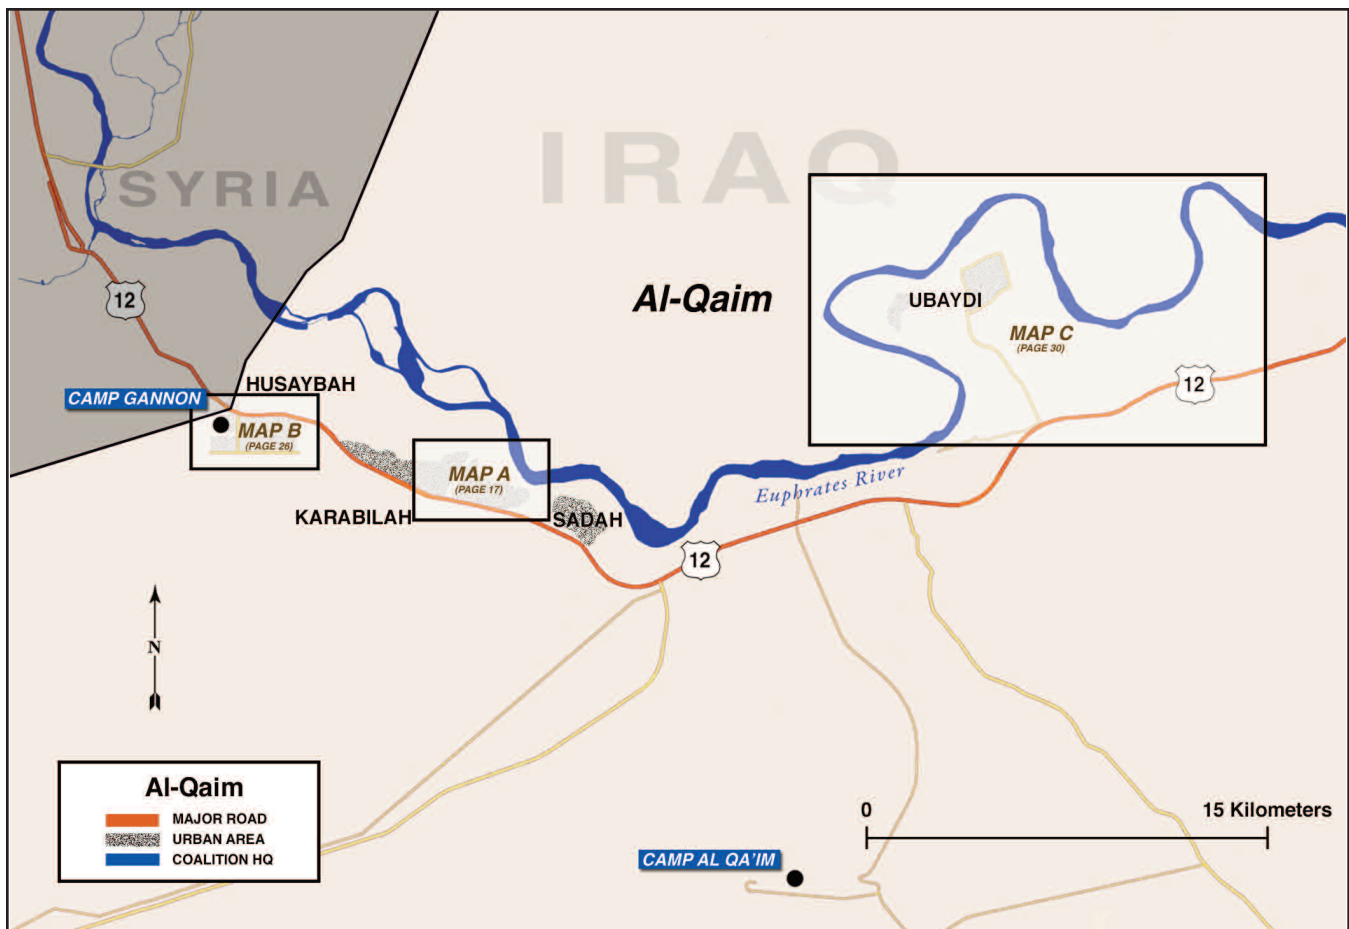 IRAQ
SYRIA
12
Al-Qaim
UBAYDI
MAP C
(PAGE 30)
12
HUSAYBAH
CAMP GANNON
MAP B
(PAGE 26)
MAP A
(PAGE 17)
Euphrates River
KARABILAH
SADAH
12
N
Al-Qaim
MAJOR ROAD
URBAN AREA
COALITION HQ
0
15 Kilometers
CAMP AL QA'IM